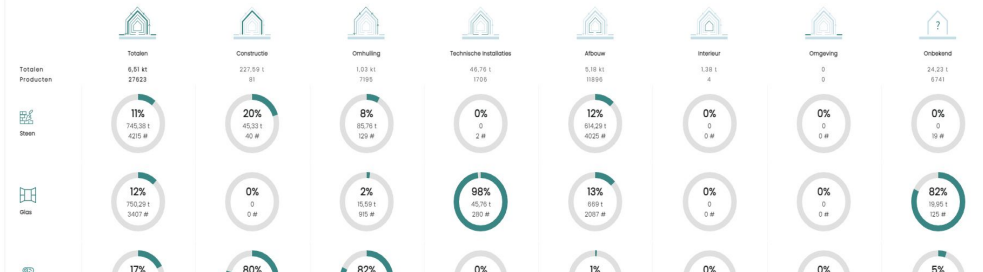 ?
Totalen Constructie Omhulling Technische Installaties Afbouw Interieur Omgeving Onbekend
Totalen 6,51 kt 227,59 t 1,03 kt 46,76 t 5,18 kt 1,38 t 0 24,23 t
Producten 27623 81 7195 1706 11896 4 0 6741
11% 20% 8% 0% 12% 0% 0% 0%
745,38 t 45,33 t 85,76 t 0 614,29 t 0 0 0
4215 # 40 # 129 # 2 # 4025 # 0 # 0 # 19 #
Steen
12% 0% 2% 98% 13% 0% 0% 82%
750,29 t 0 15,59 t 45,76 t 669 t 0 0 19,95 t
3407 # 0 # 915 # 280 # 2087 # 0 # 0 # 125 #
Glas
17% 80% 82% 0% 1% 0% 0% 5%